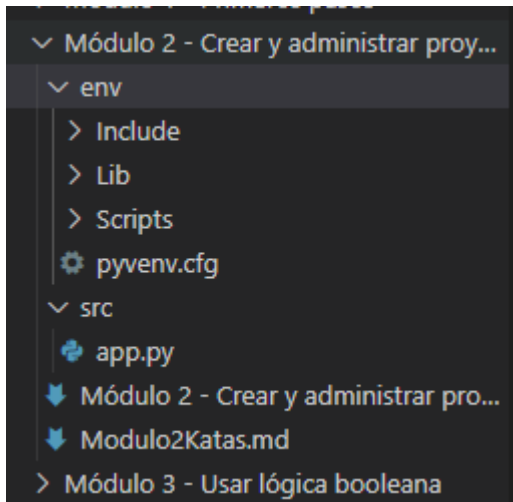 Módulo 2 - Crear y administrar proy...
env
Include
Lib
Scripts
pyvenv.cfg
src
app.py
Módulo 2 - Crear y administrar pro...
Modulo2Katas.md
Módulo 3 - Usar lógica booleana